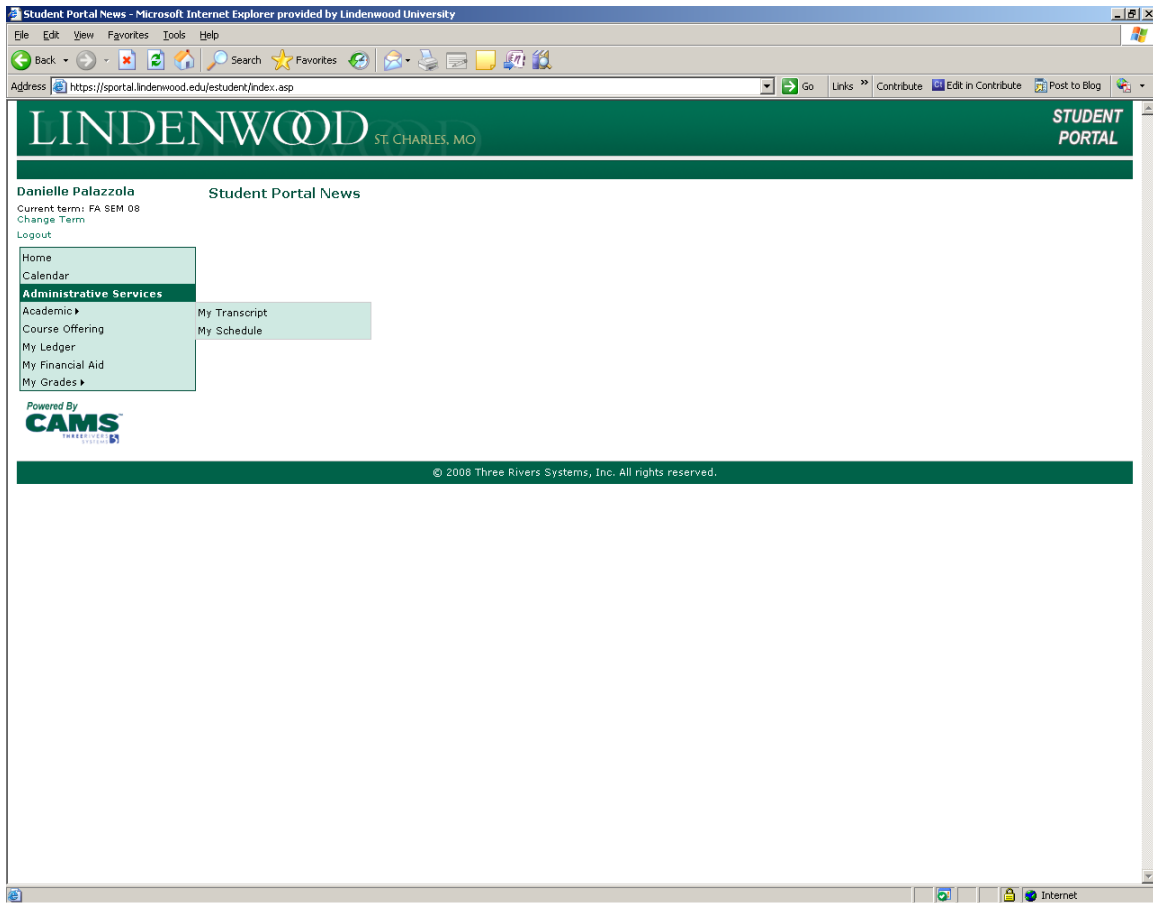 Student Portal News - Microsoft Internet Explorer provided by Lindenwood University
File Edit View Favorites Tools Help
Back Search Favorites
Address https://sportal.lindenwood.edu/estudent/index.asp Go Links » Contribute Edit in Contribute Post to Blog
LINDENWOOD ST. CHARLES, MO
STUDENT
PORTAL
Danielle Palazzola
Student Portal News
Current term: FA SEM 08
Change Term
Logout
Home
Calendar
Administrative Services
Academic
My Transcript
Course Offering
My Schedule
My Ledger
My Financial Aid
My Grades
Powered By
CAMS
THREE RIVERS
SYSTEMS
© 2008 Three Rivers Systems, Inc. All rights reserved.
Internet